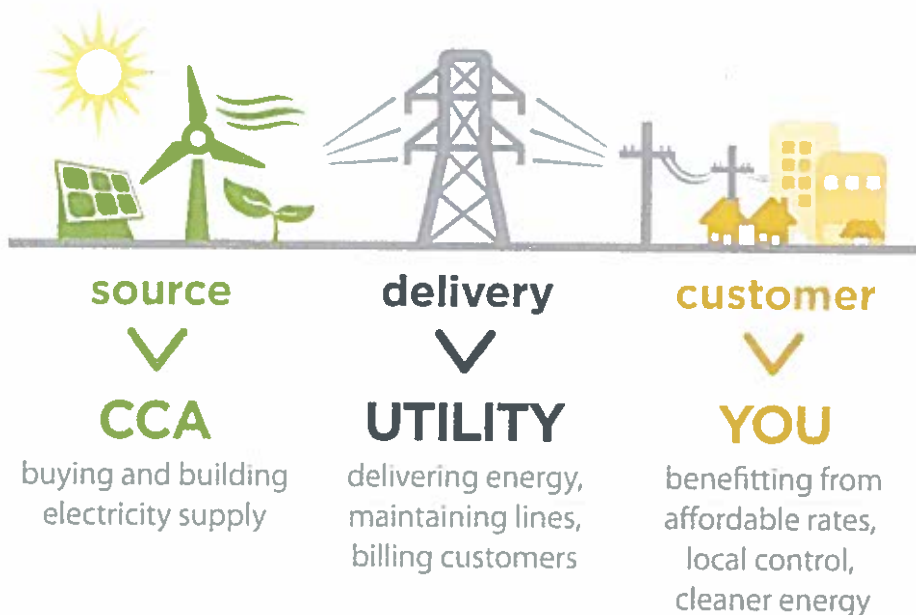 source
CCA
buying and building
electricity supply
delivery
UTILITY
delivering energy,
maintaining lines,
billing customers
customer
YOU
benefitting from
affordable rates,
local control,
cleaner energy